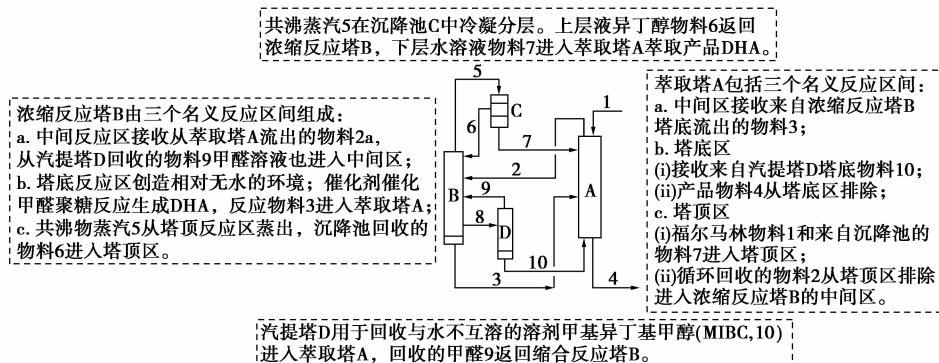 共沸蒸汽5在沉降池C中冷凝分层。上层液异丁醇物料6返回
浓缩反应塔B，下层水溶液物料7进入萃取塔A萃取产品DHA。
浓缩反应塔B由三个名义反应区间组成：
a. 中间反应区接收从萃取塔A流出的物料2a,
从汽提塔D回收的物料9甲醛溶液也进入中间区；
b. 塔底反应区创造相对无水的环境；催化剂催化
甲醛聚糖反应生成DHA，反应物料3进入萃取塔A；
c. 共沸物蒸汽5从塔顶反应区蒸出，沉降池回收的
物料6进入塔顶区。
5
C
1
6
7
2
B
9
A
8
D
3
10
4
萃取塔A包括三个名义反应区间：
a. 中间区接收来自浓缩反应塔B
塔底流出的物料3；
b. 塔底区
(i)接收来自汽提塔D塔底物料10；
(ii)产品物料4从塔底区排除；
c. 塔顶区
(i)福尔马林物料1和来自沉降池的
物料7进入塔顶区；
(ii)循环回收的物料2从塔顶区排除
进入浓缩反应塔B的中间区。
汽提塔D用于回收与水不互溶的溶剂甲基异丁基甲醇(MIBC,10)
进入萃取塔A，回收的甲醛9返回缩合反应塔B。